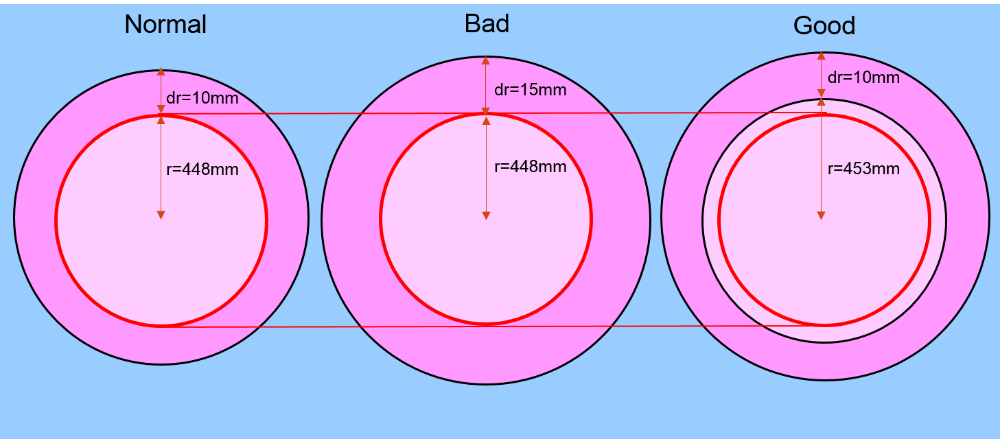 Normal
Bad
Good
dr=10mm
dr=15mm
dr=10mm
r=448mm
r=448mm
r=453mm